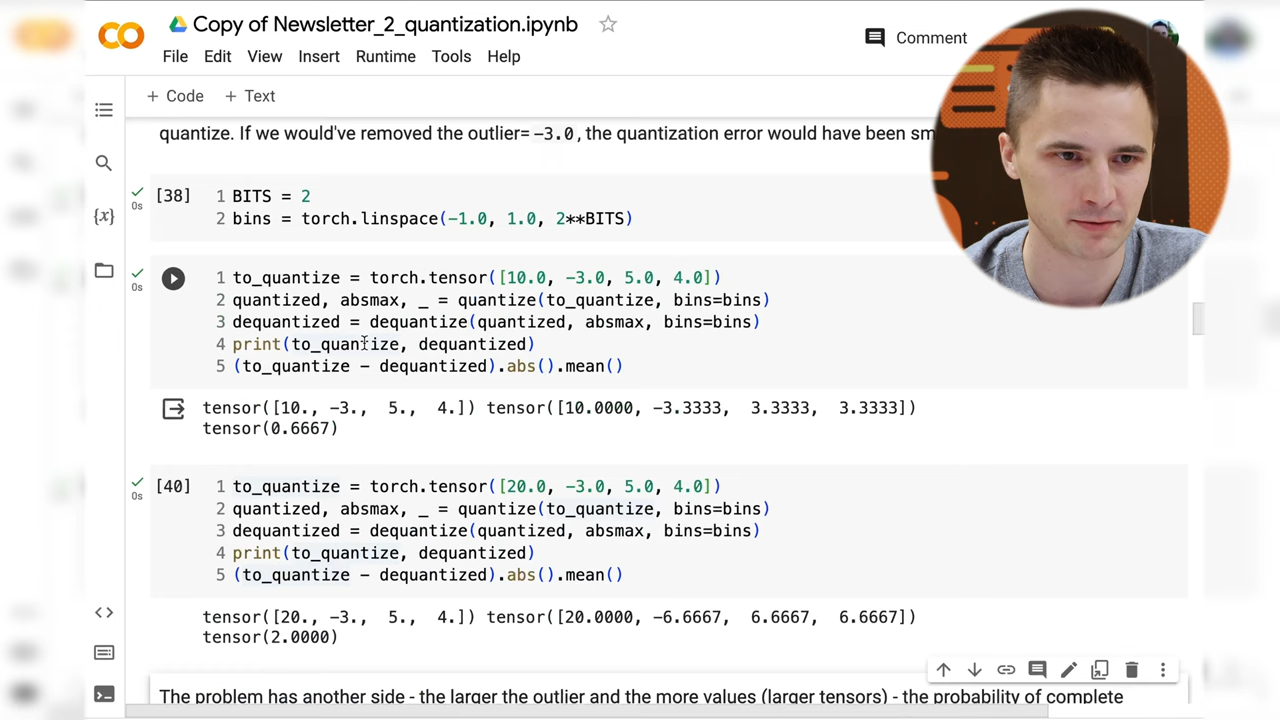 Copy of Newsletter_2_quantization.ipynb
File Edit View Insert Runtime Tools Help
Comment
+ Code + Text
quantize. If we would've removed the outlier= -3.0, the quantization error would have been sm
[38]
0s
1 BITS = 2
2 bins = torch.linspace(-1.0, 1.0, 2**BITS)
0s
1 to_quantize = torch.tensor([10.0, -3.0, 5.0, 4.0])
2 quantized, absmax, _ = quantize(to_quantize, bins=bins)
3 dequantized = dequantize(quantized, absmax, bins=bins)
4 print(to_quantize, dequantized)
5 (to_quantize - dequantized).abs().mean()
tensor([10., -3., 5., 4.]) tensor([10.0000, -3.3333, 3.3333, 3.3333])
tensor(0.6667)
[40]
0s
1 to_quantize = torch.tensor([20.0, -3.0, 5.0, 4.0])
2 quantized, absmax, _ = quantize(to_quantize, bins=bins)
3 dequantized = dequantize(quantized, absmax, bins=bins)
4 print(to_quantize, dequantized)
5 (to_quantize - dequantized).abs().mean()
tensor([20., -3., 5., 4.]) tensor([20.0000, -6.6667, 6.6667, 6.6667])
tensor(2.0000)
The problem has another side - the larger the outlier and the more values (larger tensors) - the probability of complete